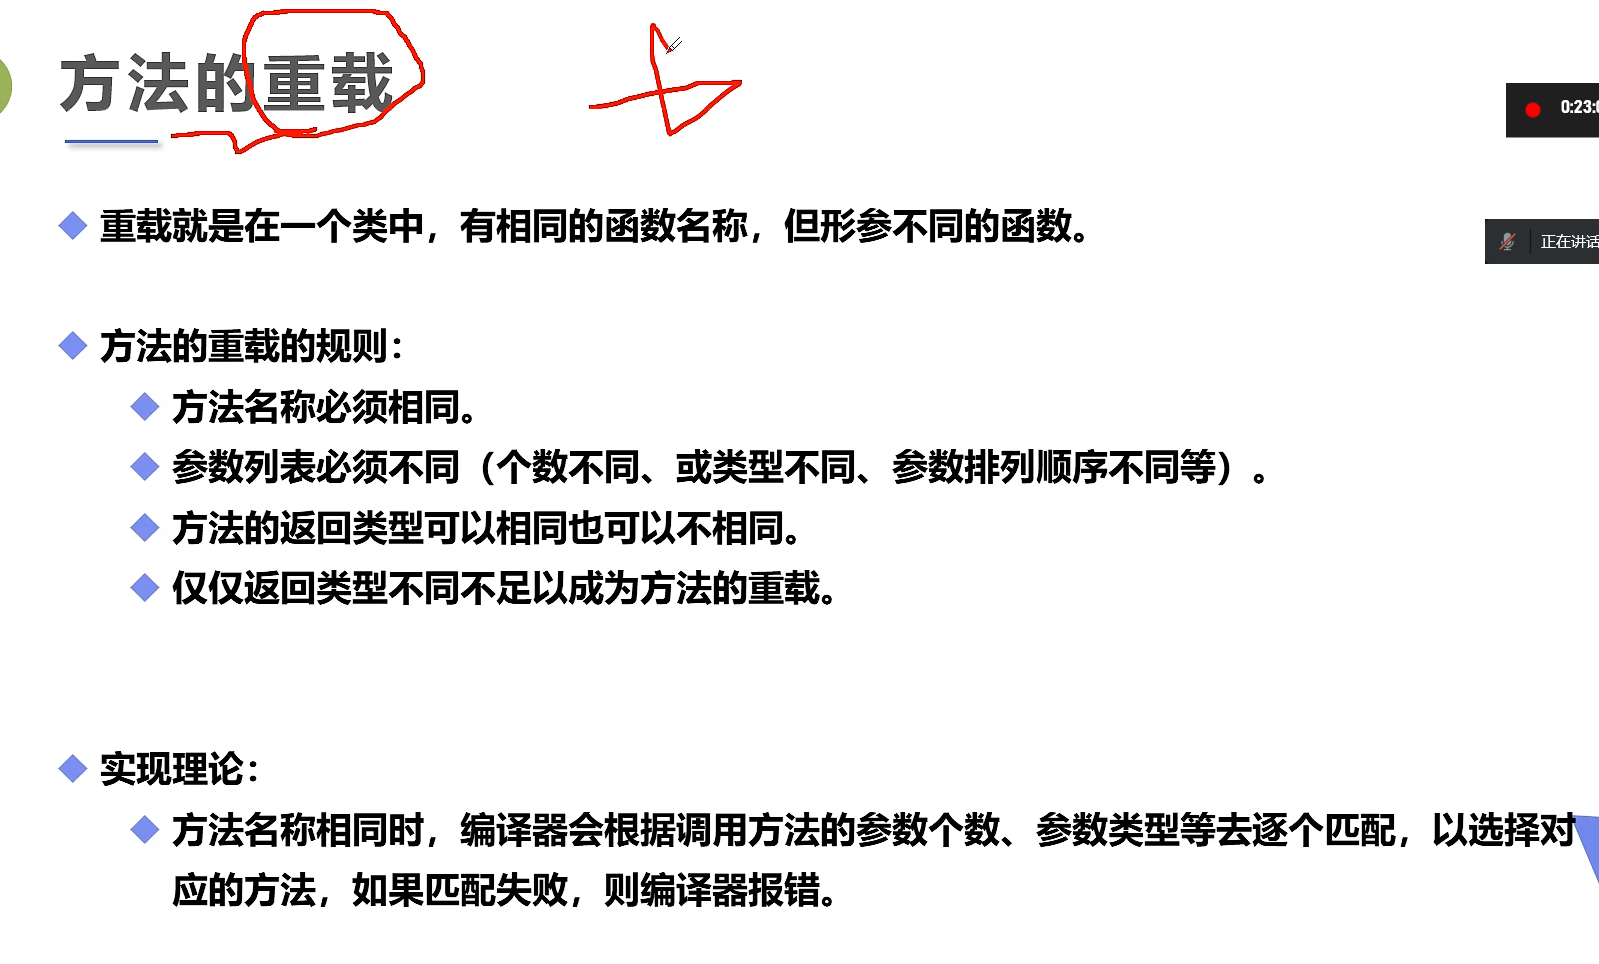 方法的重载
0:23:
重载就是在一个类中，有相同的函数名称，但形参不同的函数。
正在讲话
方法的重载的规则：
方法名称必须相同。
参数列表必须不同（个数不同、或类型不同、参数排列顺序不同等）。
方法的返回类型可以相同也可以不相同。
仅仅返回类型不同不足以成为方法的重载。
实现理论：
方法名称相同时，编译器会根据调用方法的参数个数、参数类型等去逐个匹配，以选择对
应的方法，如果匹配失败，则编译器报错。